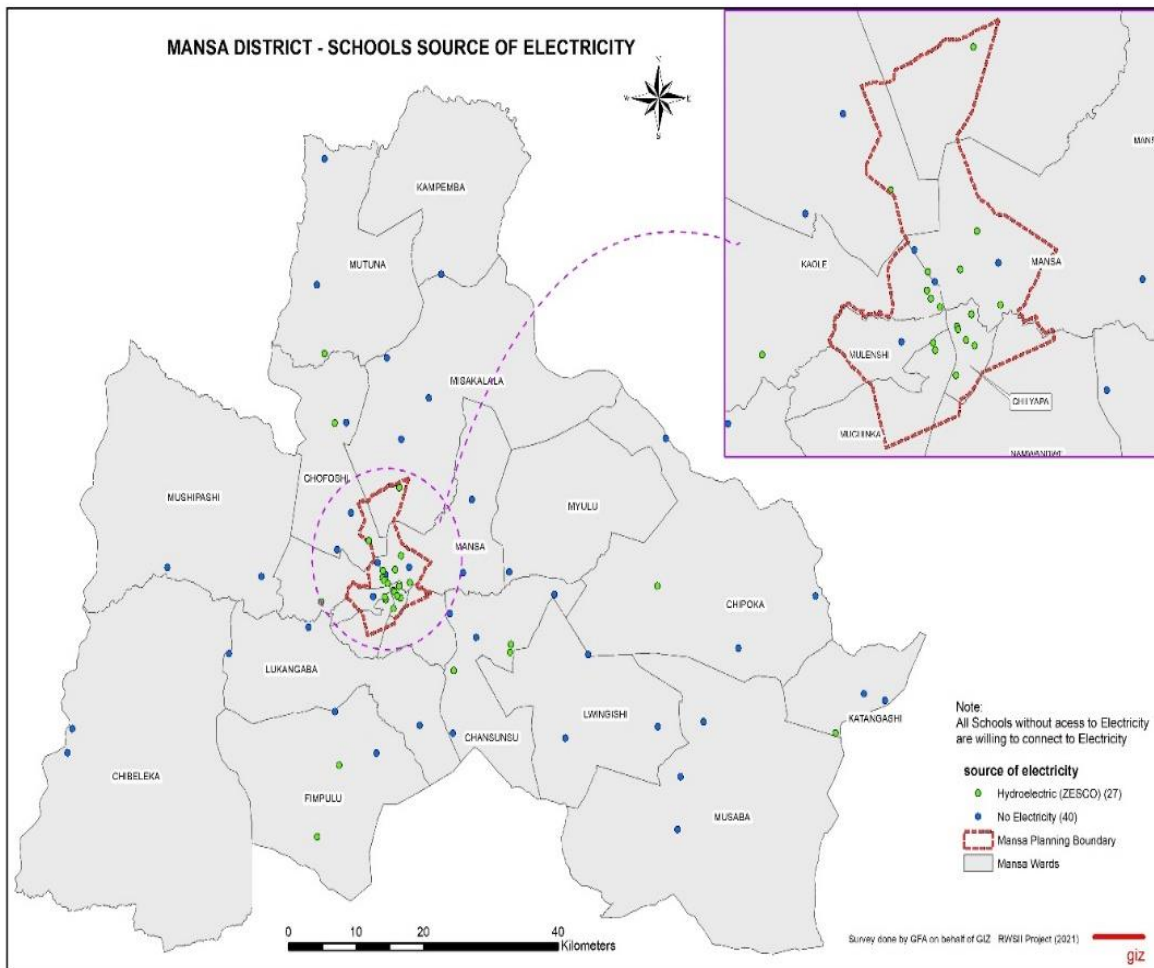 MANSA DISTRICT - SCHOOLS SOURCE OF ELECTRICITY
N
W
E
S
KAMPEMBA
MUTUNA
MISAKALALA
MUSHIPASHI
CHOFOSHI
MYULU
MANSA
CHIPOKA
LUKANGABA
KATANGASHI
LWINGISHI
CHANSUNSU
CHIBELEKA
FIMPULU
MUSABA
MANS
KAOLE
MANSA
MULENSHI
CHILYAPA
MUCHINKA
Note:
All Schools without acess to Electricity
are willing to connect to Electricity
source of electricity
Hydroelectric (ZESCO) (27)
No Electricity (40)
Mansa Planning Boundary
Mansa Wards
0 10 20 40
Kilometers
Survey done by GFA on behalf of GIZ RWSII Project (2021)
giz